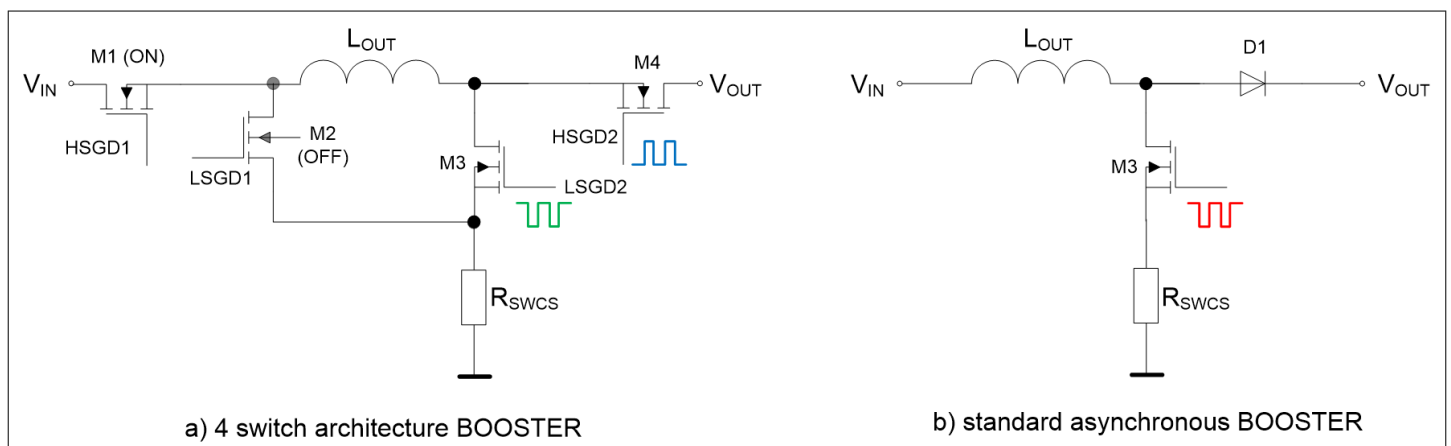 L_OUT
M1 (ON)
M4
V_IN
V_OUT
HSGD1
M2
(OFF)
LSGD1
HSGD2
M3
LSGD2
R_SWCS
a) 4 switch architecture BOOSTER
L_OUT
D1
V_IN
V_OUT
M3
R_SWCS
b) standard asynchronous BOOSTER